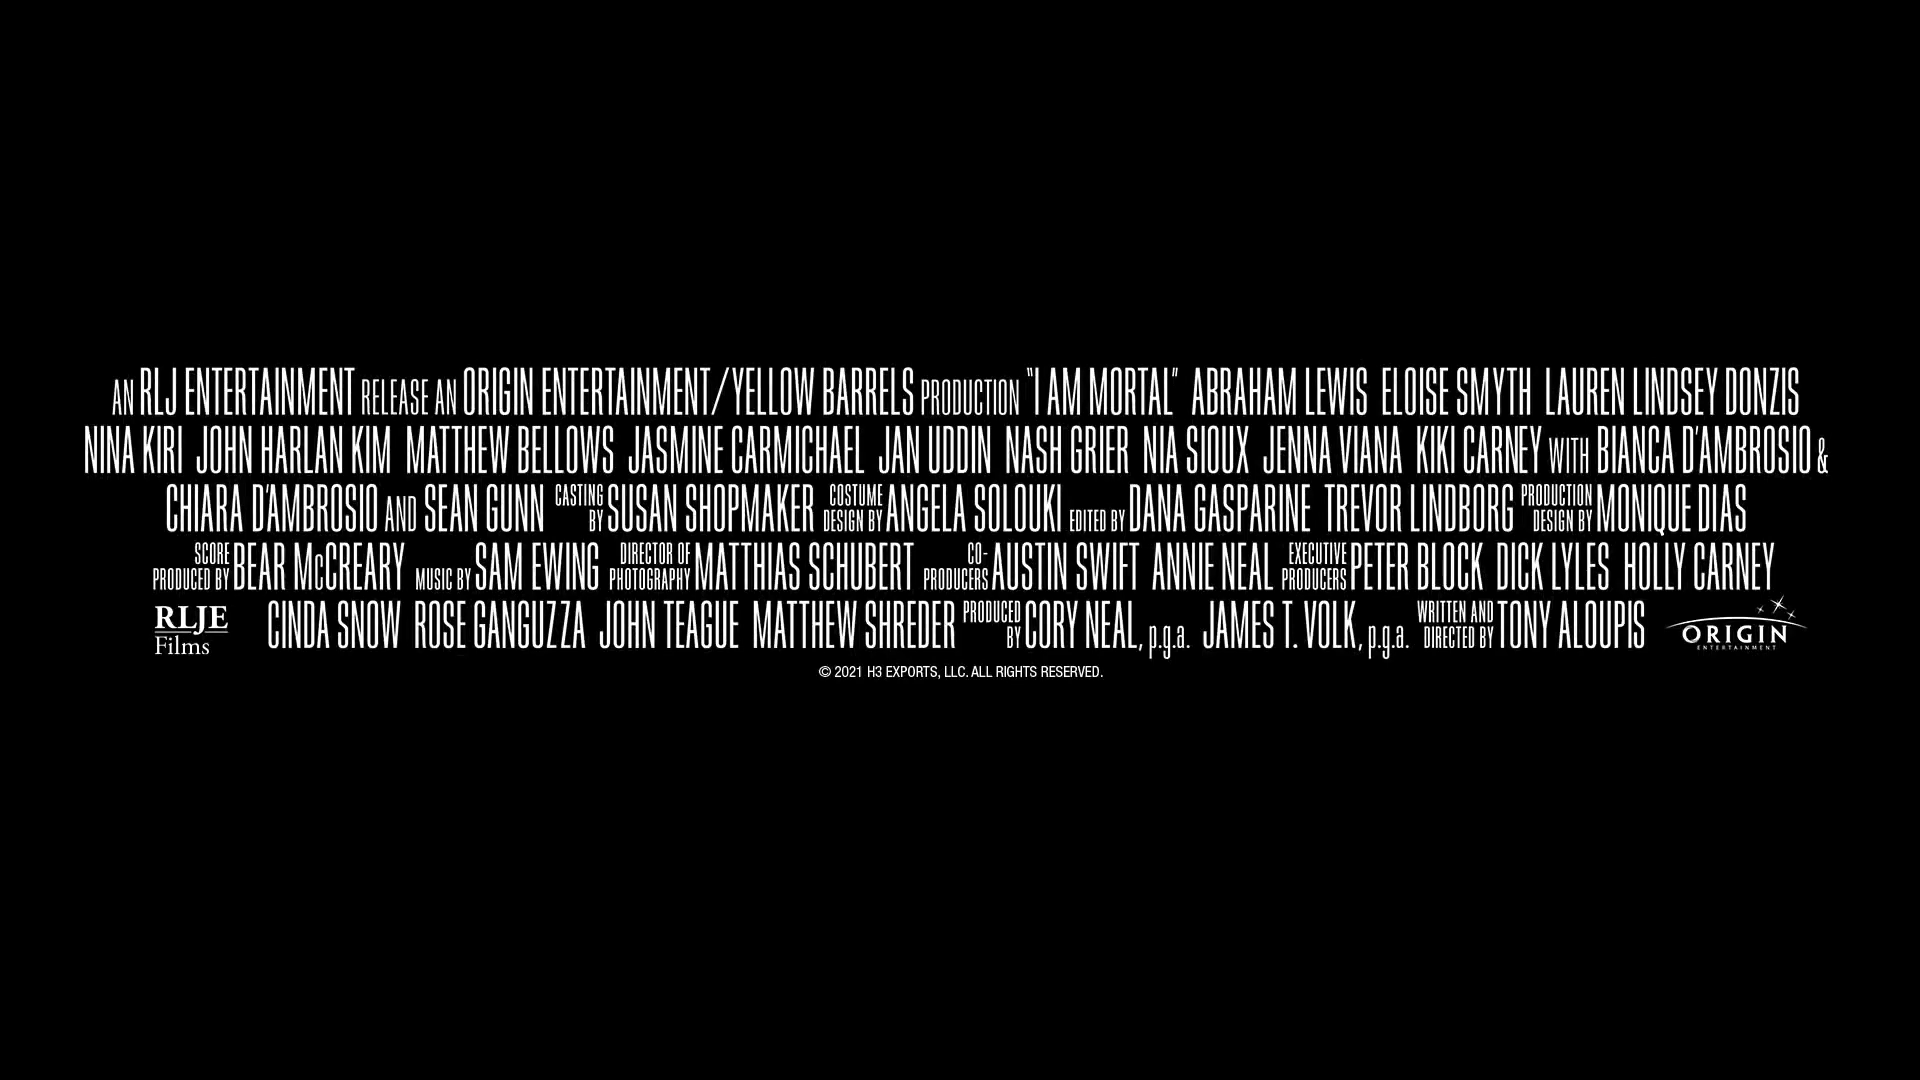 AN RLJ ENTERTAINMENT RELEASE AN ORIGIN ENTERTAINMENT/YELLOW BARRELS PRODUCTION "I AM MORTAL" ABRAHAM LEWIS ELOISE SMYTH LAUREN LINDSEY DONZIS
NINA KIRI JOHN HARLAN KIM MATTHEW BELLOWS JASMINE CARMICHAEL JAN UDDIN NASH GRIER NIA SIOUX JENNA VIANA KIKI CARNEY WITH BIANCA D'AMBROSIO &
CHIARA D'AMBROSIO AND SEAN GUNN CASTING BY SUSAN SHOPMAKER COSTUME DESIGN BY ANGELA SOLOUKI EDITED BY DANA GASPARINE TREVOR LINDBORG PRODUCTION DESIGN BY MONIQUE DIAS
SCORE PRODUCED BY BEAR McCREARY MUSIC BY SAM EWING DIRECTOR OF PHOTOGRAPHY MATTHIAS SCHUBERT CO-PRODUCERS AUSTIN SWIFT ANNIE NEAL EXECUTIVE PRODUCERS PETER BLOCK DICK LYLES HOLLY CARNEY
RLJE Films CINDA SNOW ROSE GANGUZZA JOHN TEAGUE MATTHEW SHREDER PRODUCED BY CORY NEAL, p.g.a. JAMES T. VOLK, p.g.a. WRITTEN AND DIRECTED BY TONY ALOUPIS ORIGIN ENTERTAINMENT
© 2021 H3 EXPORTS, LLC. ALL RIGHTS RESERVED.